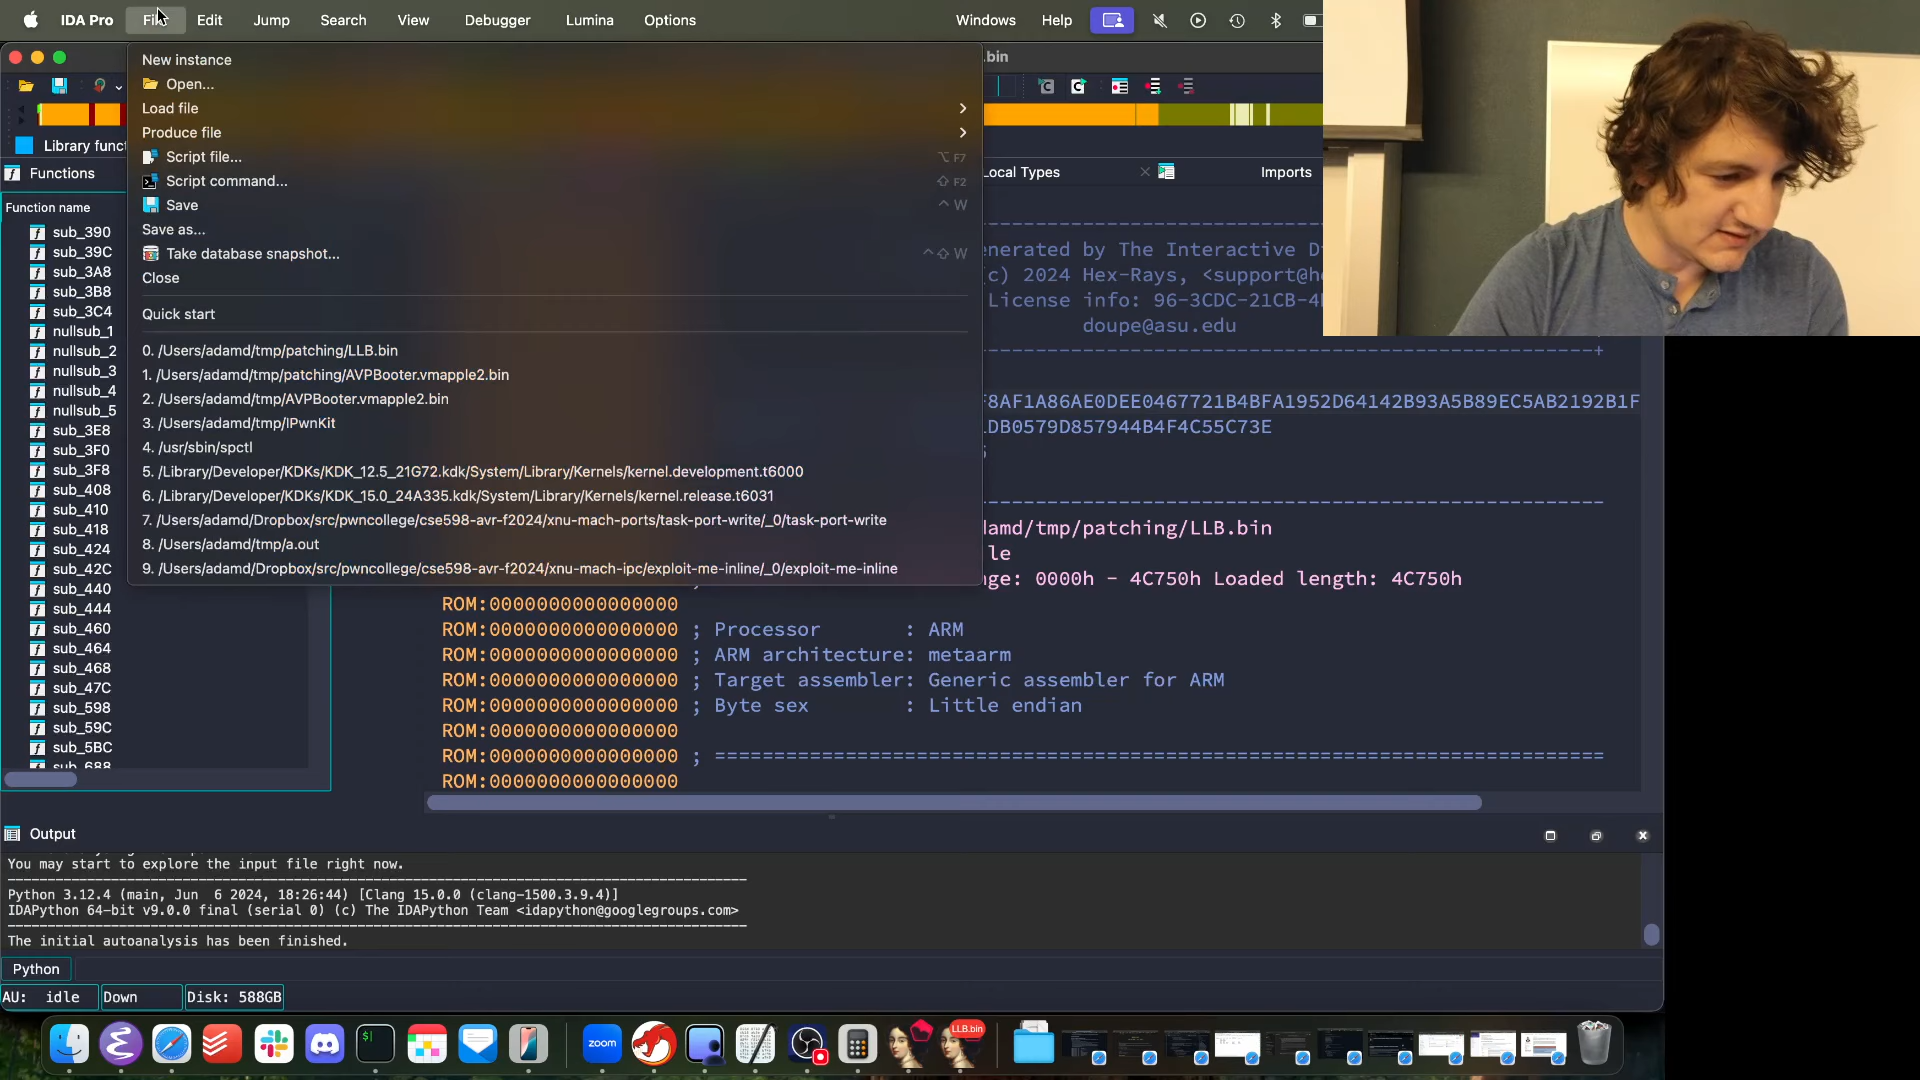 IDA Pro File Edit Jump Search View Debugger Lumina Options Windows Help
New instance
Open...
Load file
Produce file
Script file... ⌥ F7
Script command... ⇧ F2
Save ^ W
Save as...
Take database snapshot... ^ ⇧ W
Close
Quick start
0. /Users/adamd/tmp/patching/LLB.bin
1. /Users/adamd/tmp/patching/AVPBooter.vmapple2.bin
2. /Users/adamd/tmp/AVPBooter.vmapple2.bin
3. /Users/adamd/tmp/IPwnKit
4. /usr/sbin/spctl
5. /Library/Developer/KDKs/KDK_12.5_21G72.kdk/System/Library/Kernels/kernel.development.t6000
6. /Library/Developer/KDKs/KDK_15.0_24A335.kdk/System/Library/Kernels/kernel.release.t6031
7. /Users/adamd/Dropbox/src/pwncollege/cse598-avr-f2024/xnu-mach-ports/task-port-write/_0/task-port-write
8. /Users/adamd/tmp/a.out
9. /Users/adamd/Dropbox/src/pwncollege/cse598-avr-f2024/xnu-mach-ipc/exploit-me-inline/_0/exploit-me-inline
.bin
Library funct
Functions
Function name
sub_390
sub_39C
sub_3A8
sub_3B8
sub_3C4
nullsub_1
nullsub_2
nullsub_3
nullsub_4
nullsub_5
sub_3E8
sub_3F0
sub_3F8
sub_408
sub_410
sub_418
sub_424
sub_42C
sub_440
sub_444
sub_460
sub_464
sub_468
sub_47C
sub_598
sub_59C
sub_5BC
sub_688
Local Types Imports
enerated by The Interactive D
(c) 2024 Hex-Rays, <support@he
License info: 96-3CDC-21CB-4
doupe@asu.edu
F8AF1A86AE0DEE0467721B4BFA1952D64142B93A5B89EC5AB2192B1F
DB0579D857944B4F4C55C73E
amd/tmp/patching/LLB.bin
le
nge: 0000h - 4C750h Loaded length: 4C750h
ROM:0000000000000000
ROM:0000000000000000 ; Processor : ARM
ROM:0000000000000000 ; ARM architecture: metaarm
ROM:0000000000000000 ; Target assembler: Generic assembler for ARM
ROM:0000000000000000 ; Byte sex : Little endian
ROM:0000000000000000
ROM:0000000000000000 ; ===========================================================================
ROM:0000000000000000
Output
You may start to explore the input file right now.
Python 3.12.4 (main, Jun 6 2024, 18:26:44) [Clang 15.0.0 (clang-1500.3.9.4)]
IDAPython 64-bit v9.0.0 final (serial 0) (c) The IDAPython Team <idapython@googlegroups.com>
The initial autoanalysis has been finished.
Python
AU: idle Down Disk: 588GB
zoom
LLB.bin